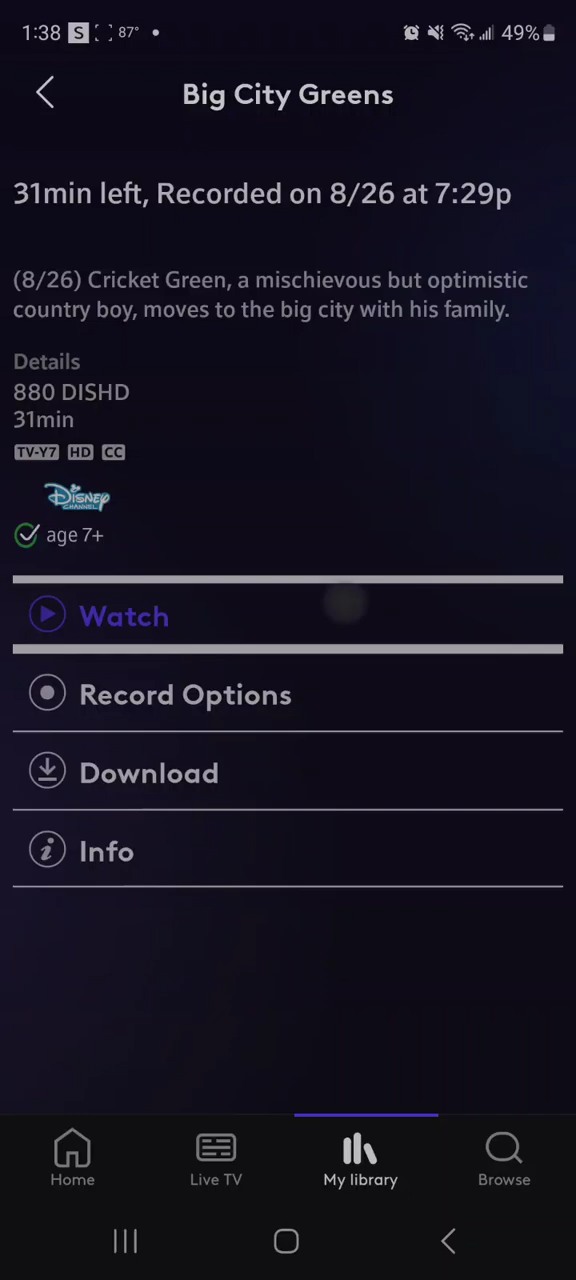 1:38 S 87° 49%
Big City Greens
31min left, Recorded on 8/26 at 7:29p
(8/26) Cricket Green, a mischievous but optimistic
country boy, moves to the big city with his family.
Details
880 DISHD
31min
TV-Y7 HD CC
Disney
CHANNEL
age 7+
Watch
Record Options
Download
i Info
Home Live TV My library Browse